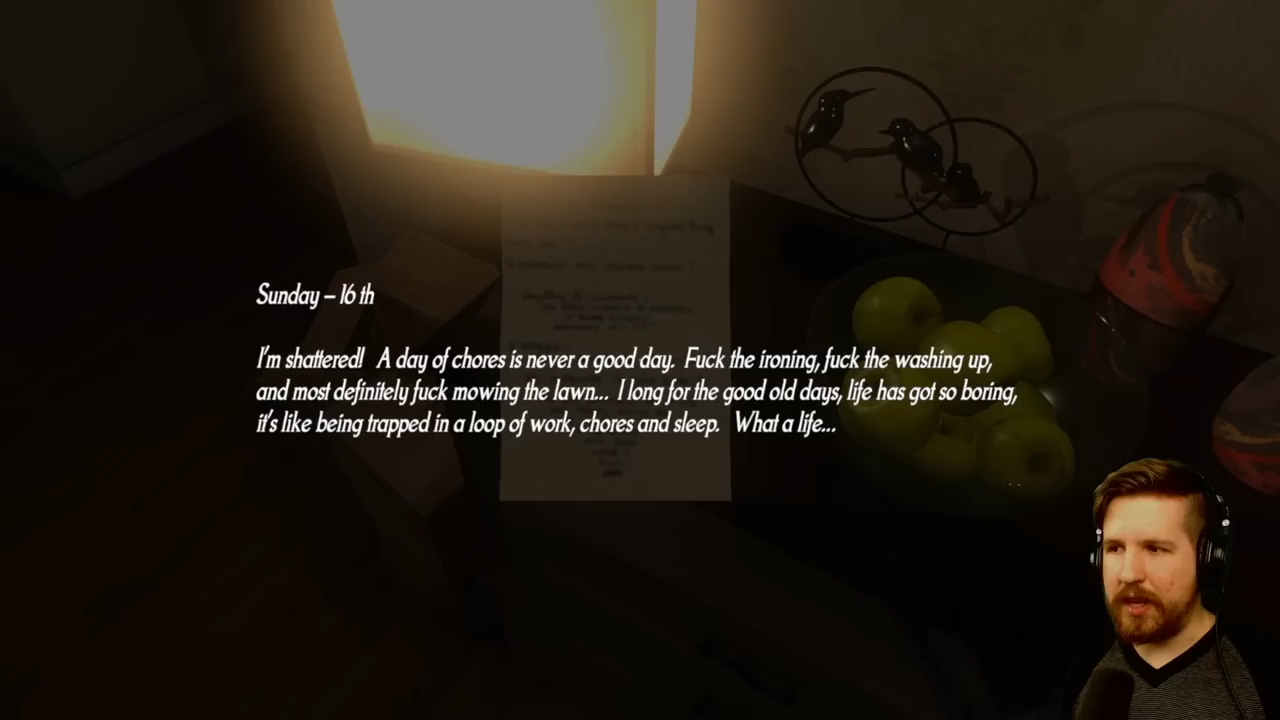 Sunday – 16 th
I'm shattered! A day of chores is never a good day. Fuck the ironing, fuck the washing up,
and most definitely fuck mowing the lawn... I long for the good old days, life has got so boring,
it's like being trapped in a loop of work, chores and sleep. What a life...